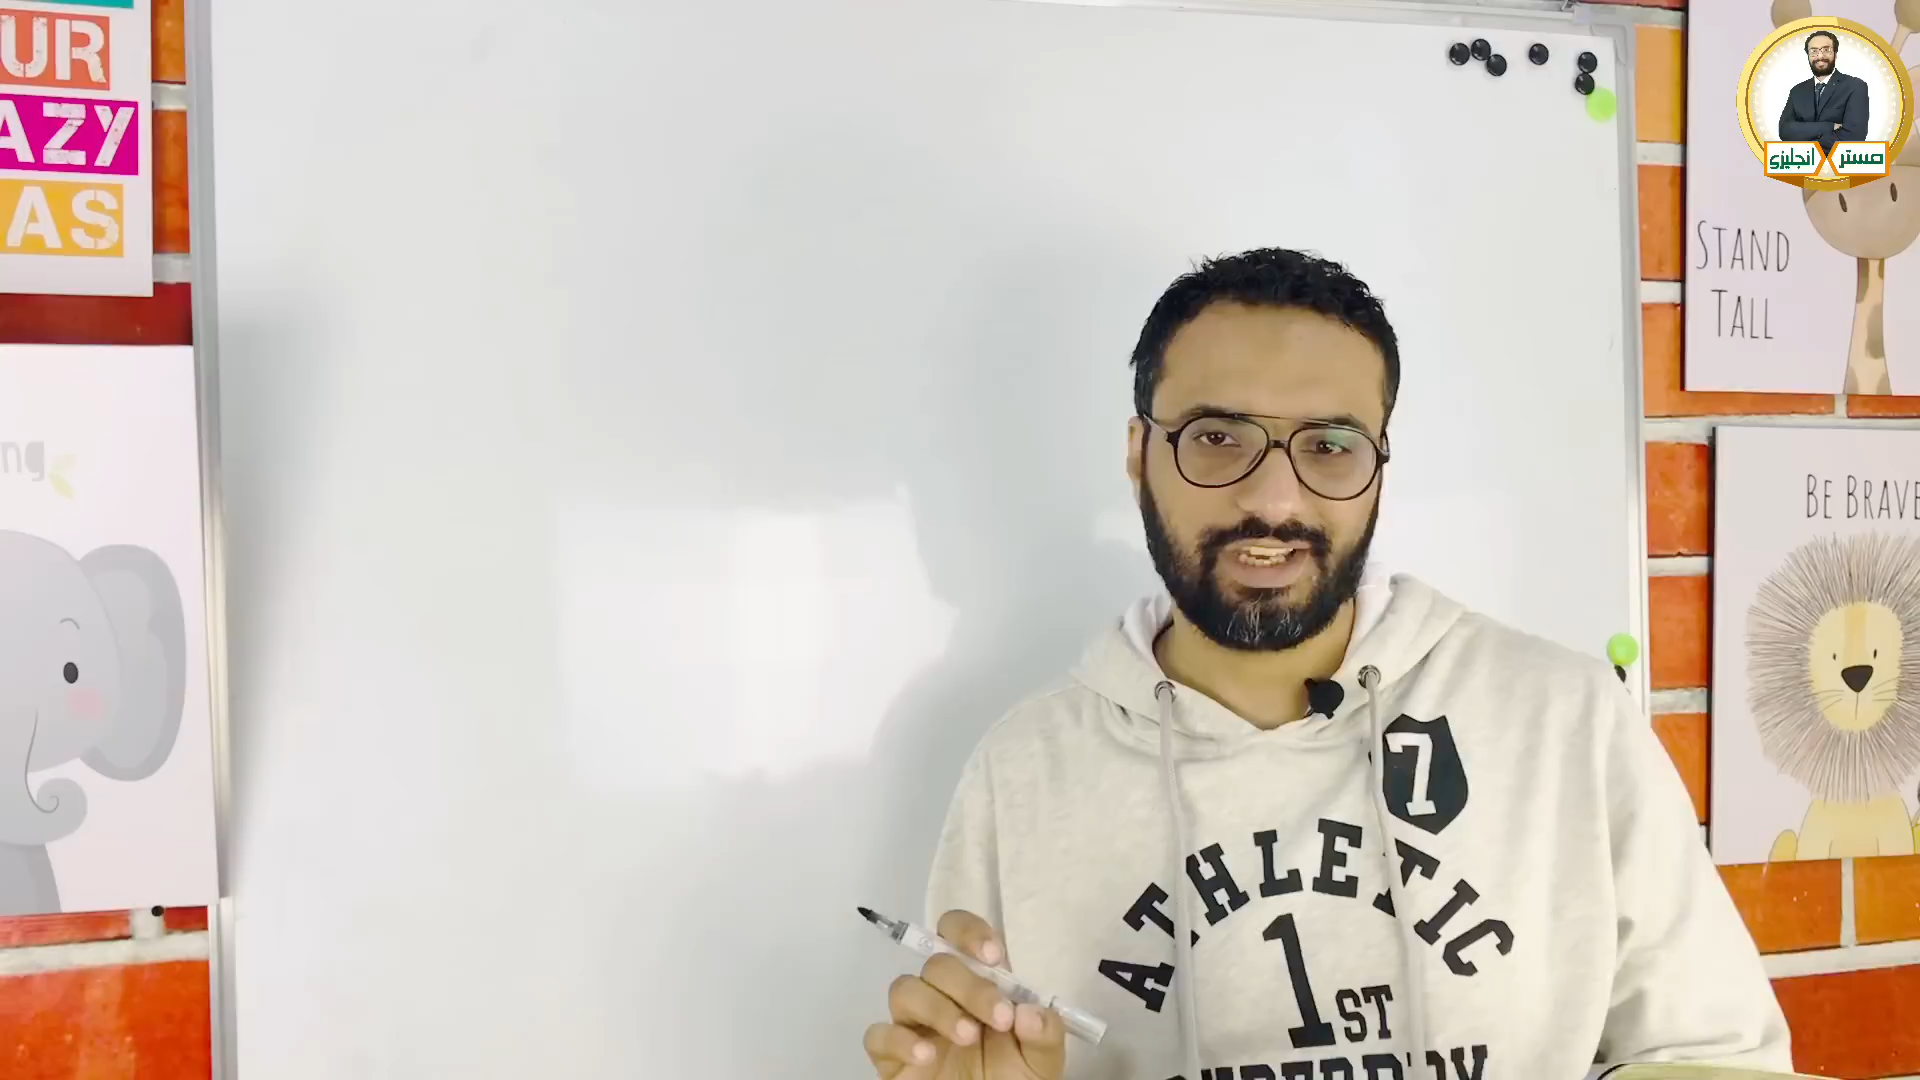 UR
AZY
AS
ng
مستر X انجليزي
STAND
TALL
BE BRAVE
7
ATHLETIC
1ST